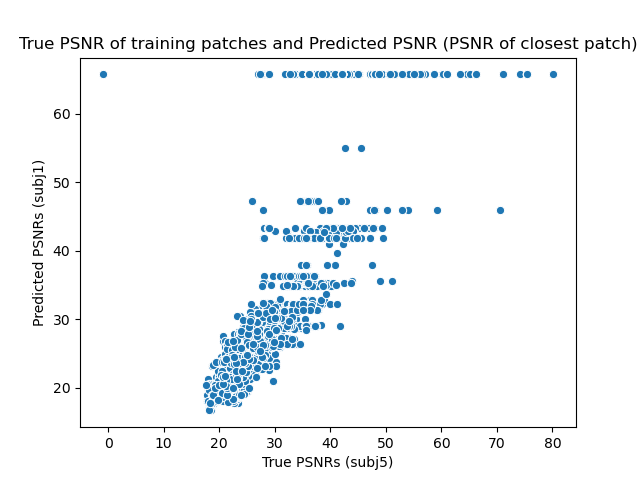 True PSNR of training patches and Predicted PSNR (PSNR of closest patch)
Predicted PSNRs (subj1)
60
50
40
30
20
0 10 20 30 40 50 60 70 80
True PSNRs (subj5)